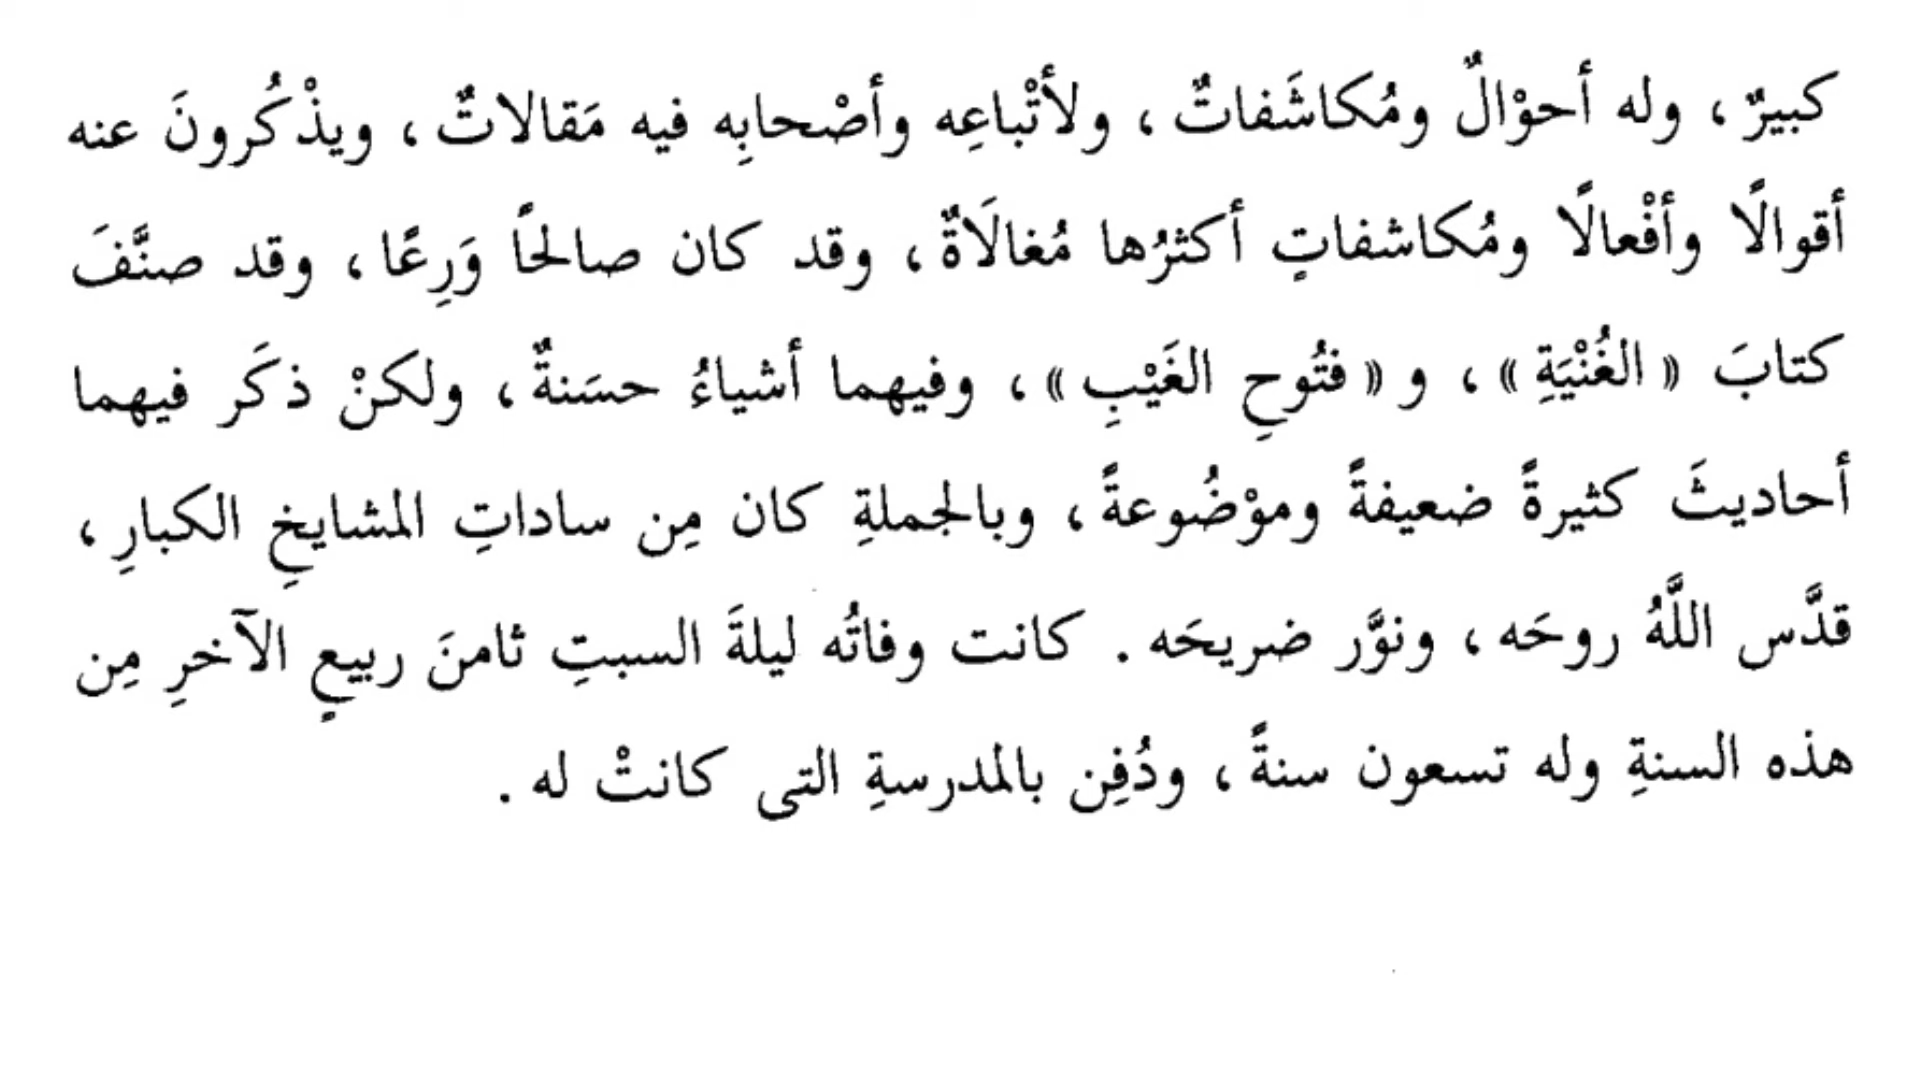 كبيرٌ ، وله أحوْالٌ ومُكاشَفاتٌ ، ولأتْباعِه وأصْحابِه فيه مَقالاتٌ ، ويذْكُرونَ عنه
أقوالًا وأفْعالًا ومُكاشفاتٍ أكثرُها مُغالَاةٌ ، وقد كان صالحاً وَرِعًا ، وقد صنَّفَ
كتابَ « الغُنْيَةِ » ، و « فتُوحِ الغَيْبِ » ، وفيهما أشياءُ حسَنةٌ ، ولكنْ ذكَر فيهما
أحاديثَ كثيرةً ضعيفةً وموْضُوعةً ، وبالجملةِ كان مِن ساداتِ المشايخِ الكبارِ ،
قدَّس اللَّهُ روحَه ، ونوَّر ضريحَه . كانت وفاتُه ليلةَ السبتِ ثامنَ ربيعٍ الآخرِ مِن
هذه السنةِ وله تسعون سنةً ، ودُفِن بالمدرسةِ التى كانتْ له .